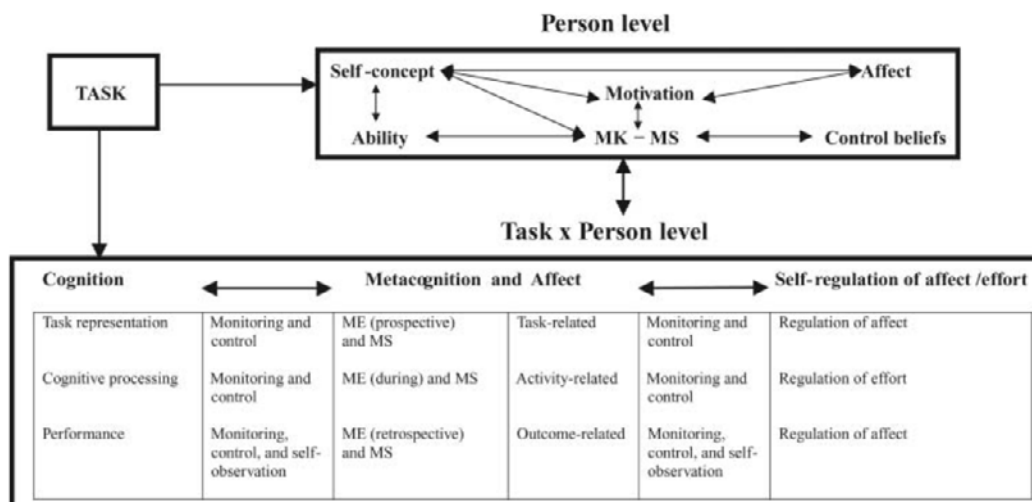 Person level
TASK
Self-concept Affect
Motivation
Ability MK – MS Control beliefs
Task x Person level
Cognition Metacognition and Affect Self-regulation of affect /effort
Task representation Monitoring and ME (prospective) Task-related Monitoring and Regulation of affect
control and MS control
Cognitive processing Monitoring and ME (during) and MS Activity-related Monitoring and Regulation of effort
control control
Performance Monitoring, ME (retrospective) Outcome-related Monitoring, Regulation of affect
control, and self- and MS control, and self-
observation observation